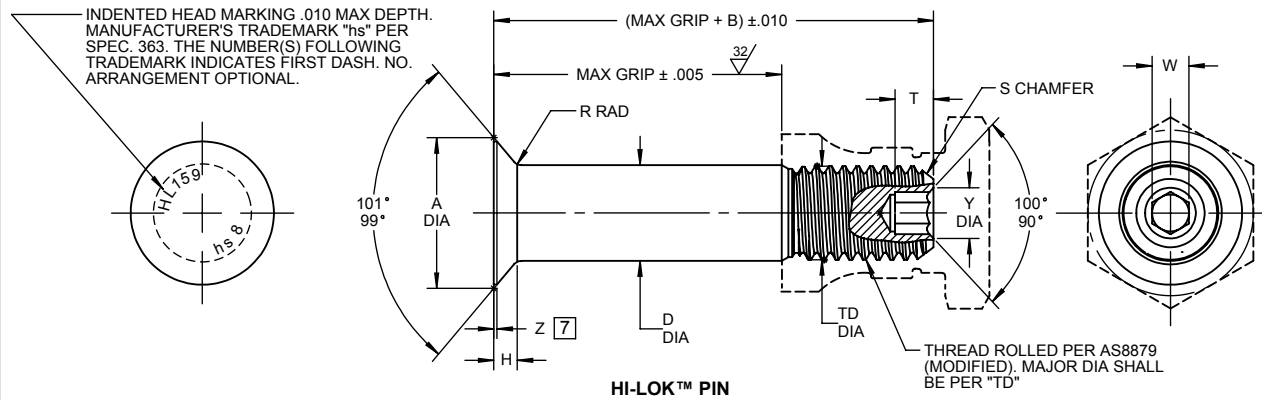 INDENTED HEAD MARKING .010 MAX DEPTH.
MANUFACTURER'S TRADEMARK "hs" PER
SPEC. 363. THE NUMBER(S) FOLLOWING
TRADEMARK INDICATES FIRST DASH. NO.
ARRANGEMENT OPTIONAL.
HL159
hs 8
(MAX GRIP + B) ±.010
32
MAX GRIP ± .005
T
S CHAMFER
W
R RAD
101°
99°
A
DIA
Y
DIA
100°
90°
Z 7
H
D
DIA
TD
DIA
THREAD ROLLED PER AS8879
(MODIFIED). MAJOR DIA SHALL
BE PER "TD"
HI-LOK™ PIN